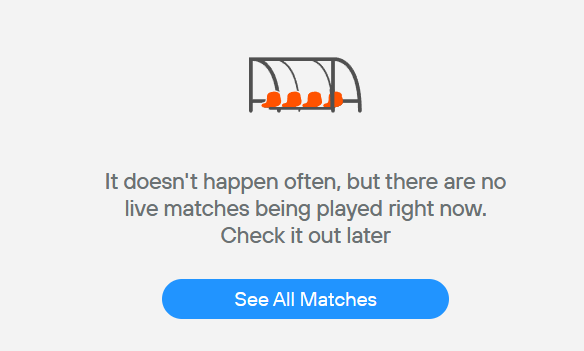 It doesn't happen often, but there are no
live matches being played right now.
Check it out later
See All Matches